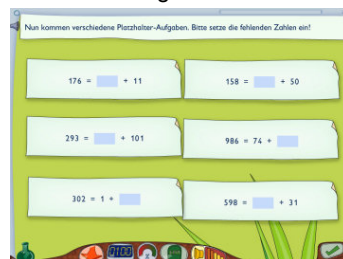 Nun kommen verschiedene Platzhalter-Aufgaben. Bitte setze die fehlenden Zahlen ein!
176 = + 11
158 = + 50
293 = + 101
986 = 74 +
302 = 1 +
598 = + 31
0100